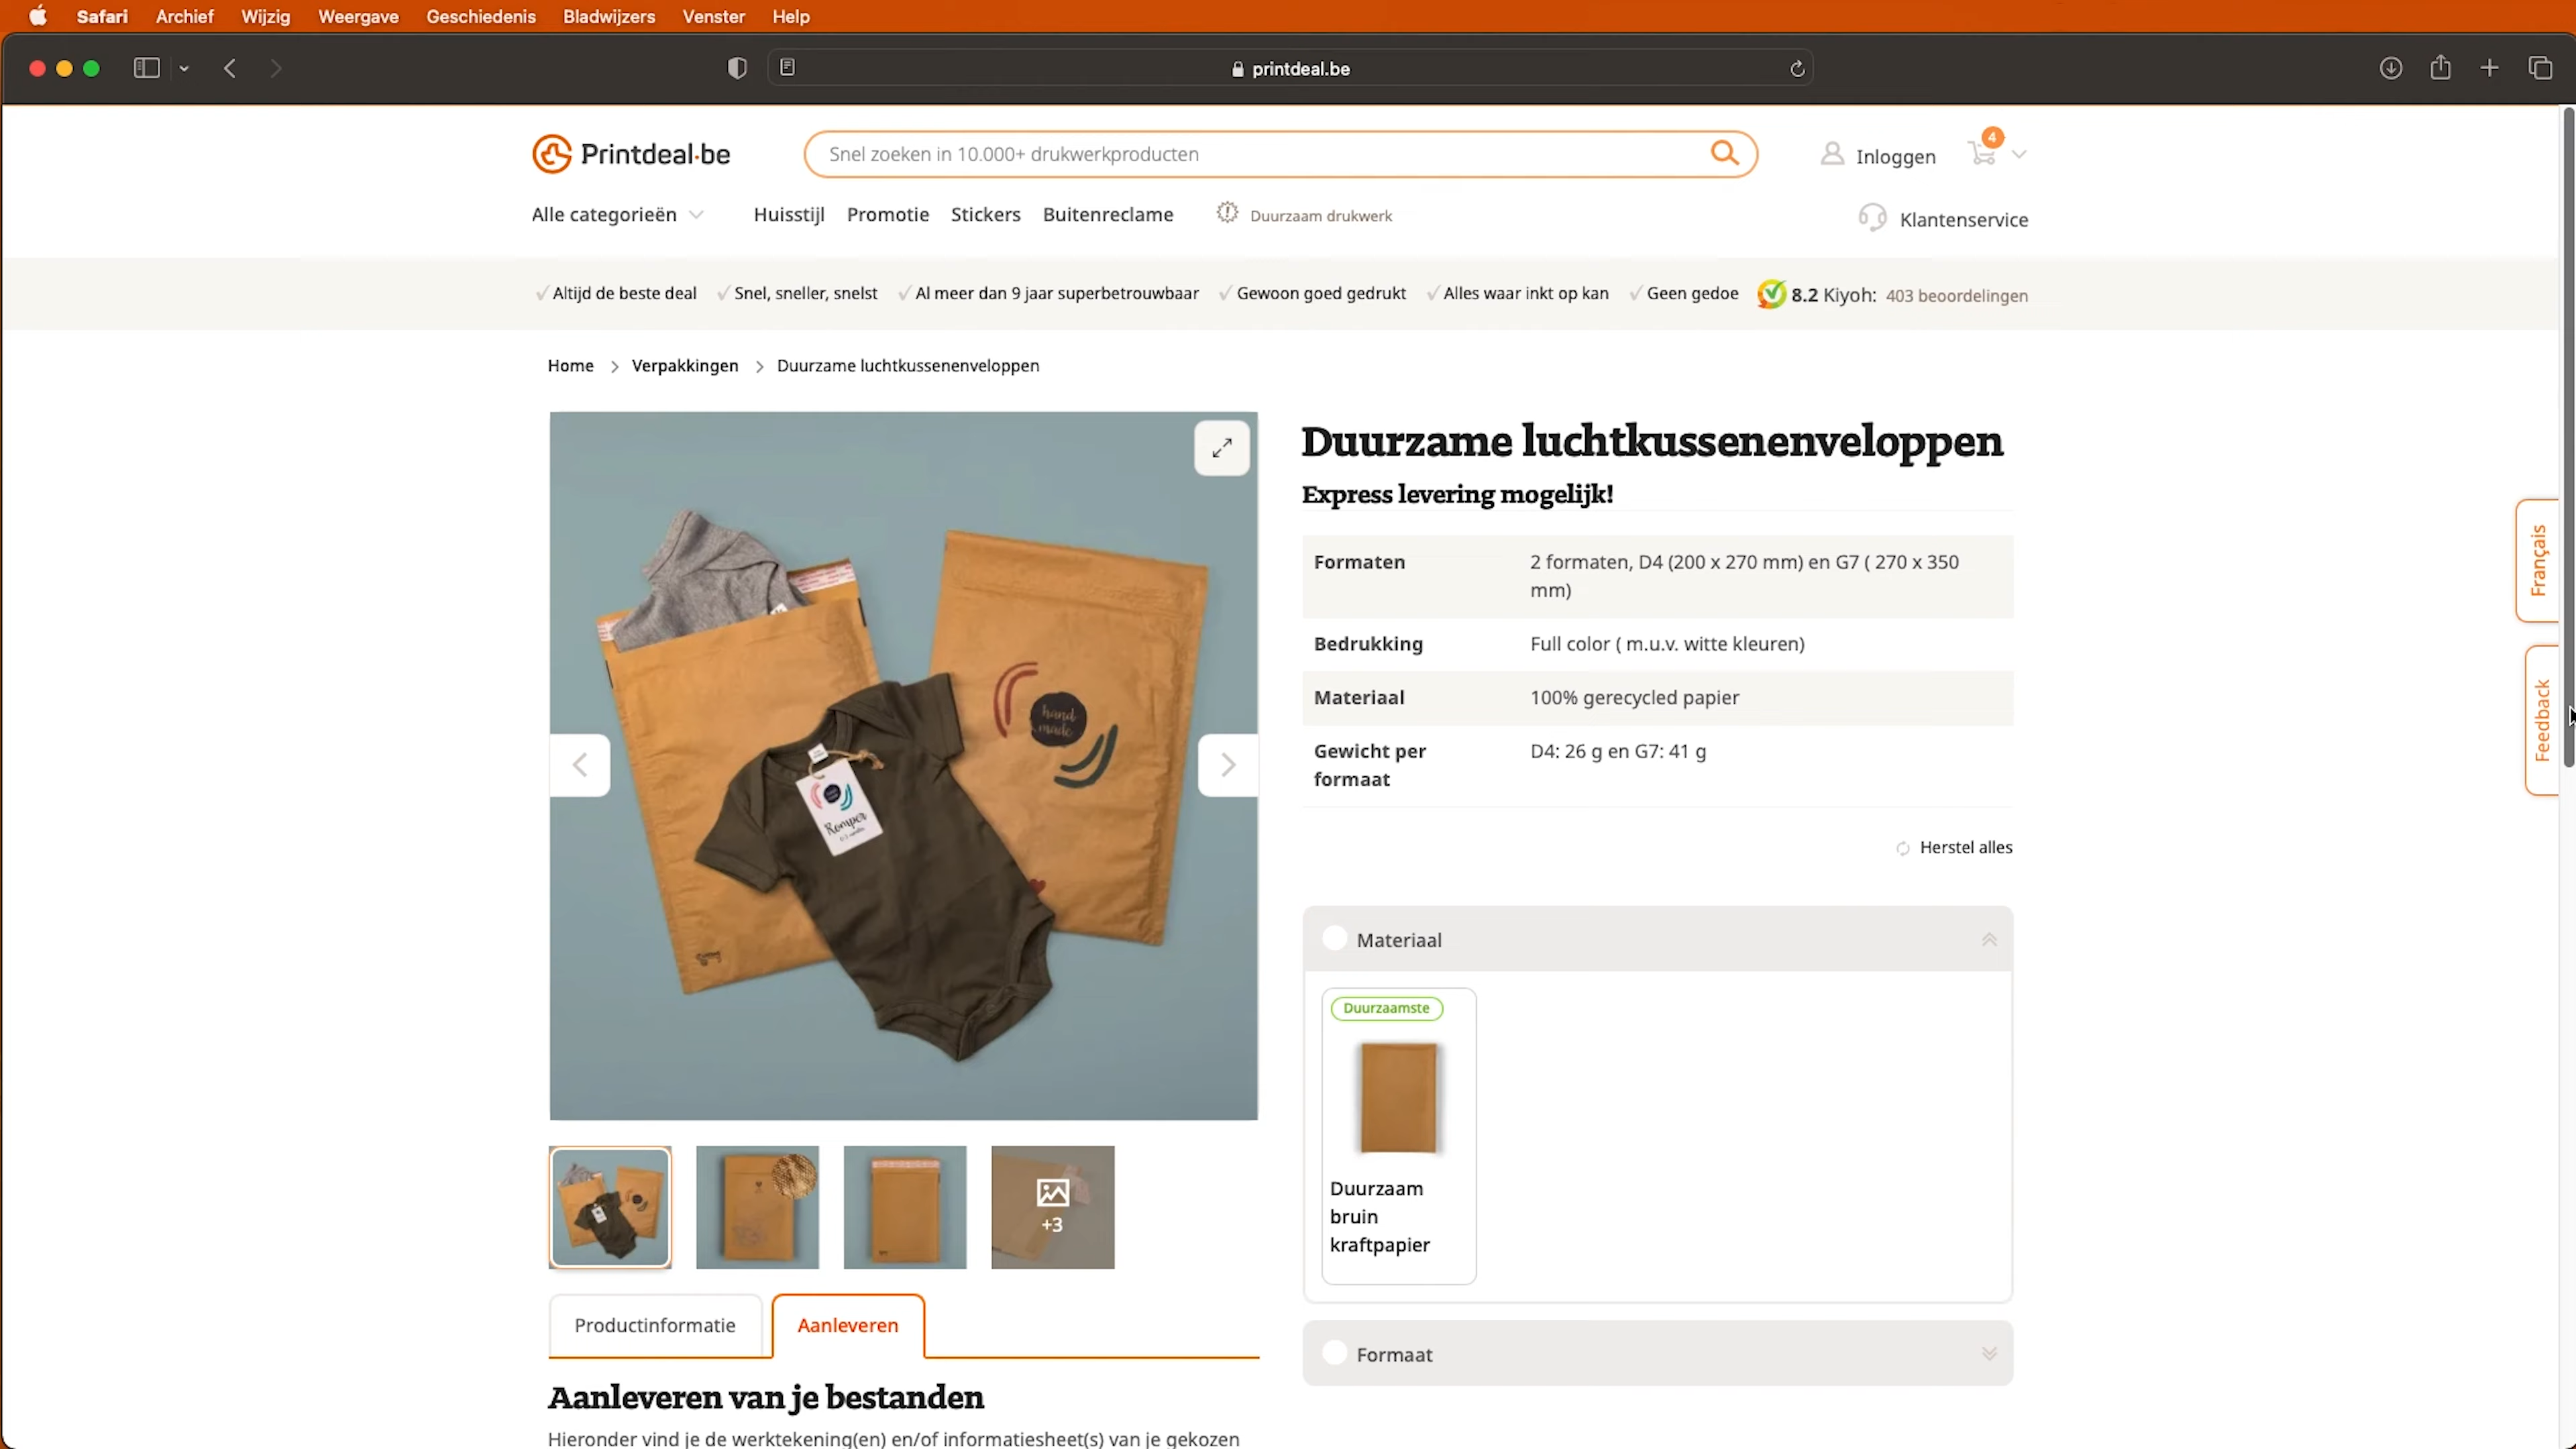 Safari Archief Wijzig Weergave Geschiedenis Bladwijzers Venster Help
printdeal.be
Printdeal.be
Snel zoeken in 10.000+ drukwerkproducten
Inloggen
4
Alle categorieën Huisstijl Promotie Stickers Buitenreclame Duurzaam drukwerk
Klantenservice
Altijd de beste deal Snel, sneller, snelst Al meer dan 9 jaar superbetrouwbaar Gewoon goed gedrukt Alles waar inkt op kan Geen gedoe 8.2 Kiyoh: 403 beoordelingen
Home > Verpakkingen > Duurzame luchtkussenenveloppen
hand
made
Romper
Duurzame luchtkussenenveloppen
Express levering mogelijk!
Formaten 2 formaten, D4 (200 x 270 mm) en G7 ( 270 x 350
mm)
Bedrukking Full color ( m.u.v. witte kleuren)
Materiaal 100% gerecycled papier
Gewicht per D4: 26 g en G7: 41 g
formaat
Herstel alles
Materiaal
Duurzaamste
Duurzaam
bruin
kraftpapier
Formaat
Français
Feedback
+3
Productinformatie Aanleveren
Aanleveren van je bestanden
Hieronder vind je de werktekening(en) en/of informatiesheet(s) van je gekozen